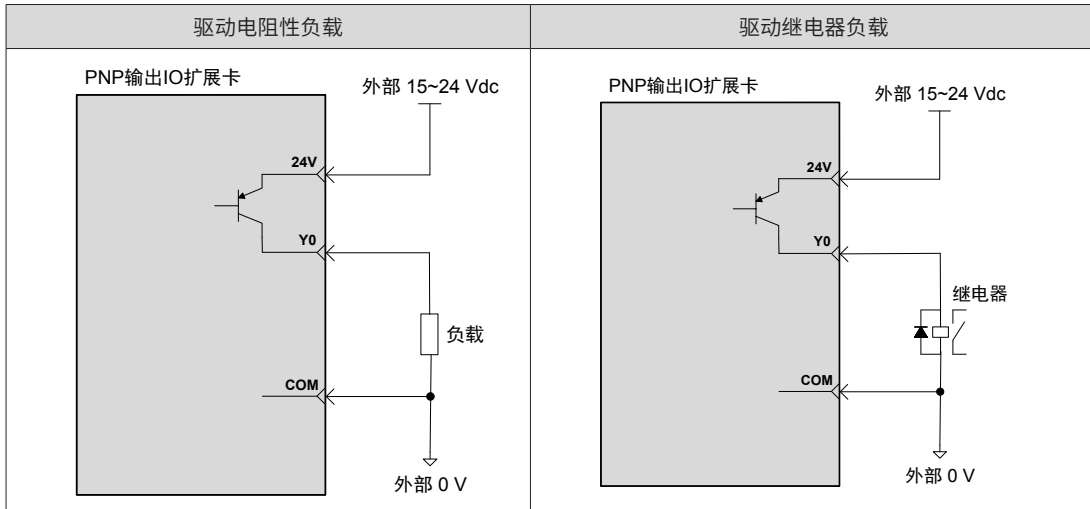 驱动电阻性负载
驱动继电器负载
PNP输出IO扩展卡
外部 15~24 Vdc
24V
Y0
负载
COM
外部 0 V
PNP输出IO扩展卡
外部 15~24 Vdc
24V
Y0
继电器
COM
外部 0 V